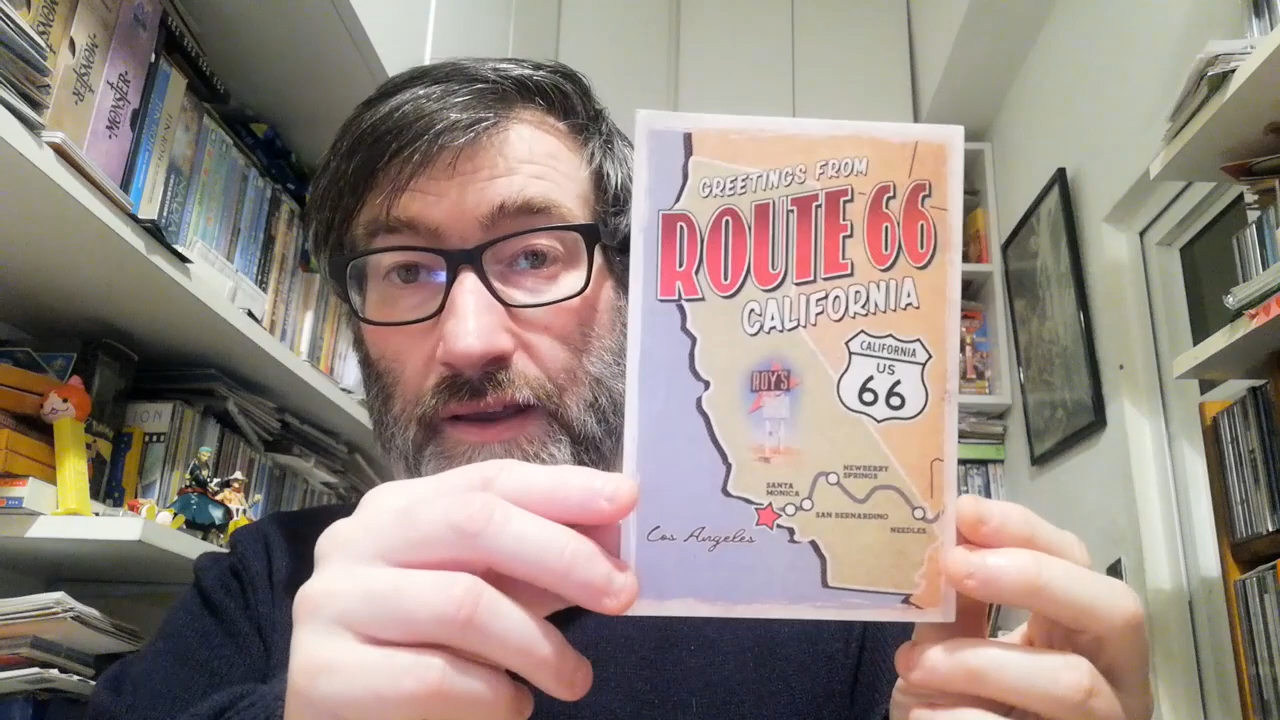 MONSTER
MONSTER
GREETINGS FROM
ROUTE 66
CALIFORNIA
CALIFORNIA
US
66
ROY'S
NEWBERRY
SPRINGS
SANTA
MONICA
SAN BERNARDINO
NEEDLES
Los Angeles